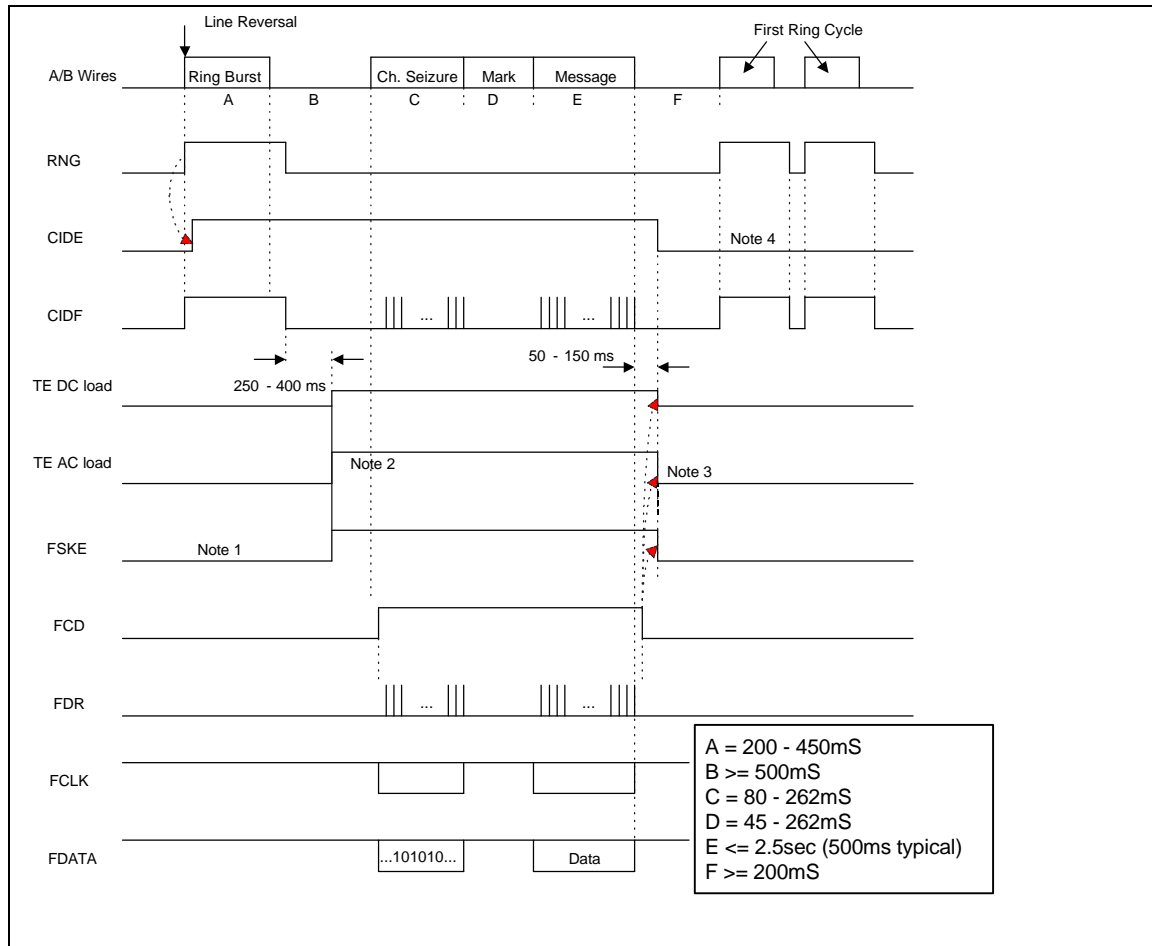 Line Reversal
First Ring Cycle
A/B Wires
Ring Burst
Ch. Seizure
Mark
Message
A
B
C
D
E
F
RNG
CIDE
Note 4
CIDF
...
...
50 - 150 ms
250 - 400 ms
TE DC load
TE AC load
Note 2
Note 3
FSKE
Note 1
FCD
FDR
...
...
FCLK
FDATA
...101010...
Data
A = 200 - 450mS
B >= 500mS
C = 80 - 262mS
D = 45 - 262mS
E <= 2.5sec (500ms typical)
F >= 200mS